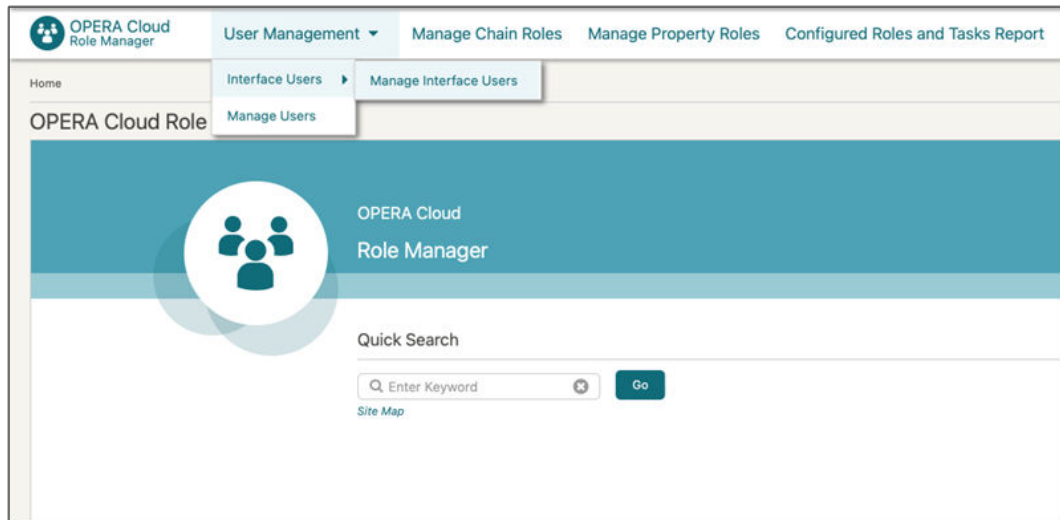 OPERA Cloud
Role Manager
User Management
Manage Chain Roles
Manage Property Roles
Configured Roles and Tasks Report
Home
Interface Users
Manage Interface Users
Manage Users
OPERA Cloud Role
OPERA Cloud
Role Manager
Quick Search
Enter Keyword
Go
Site Map